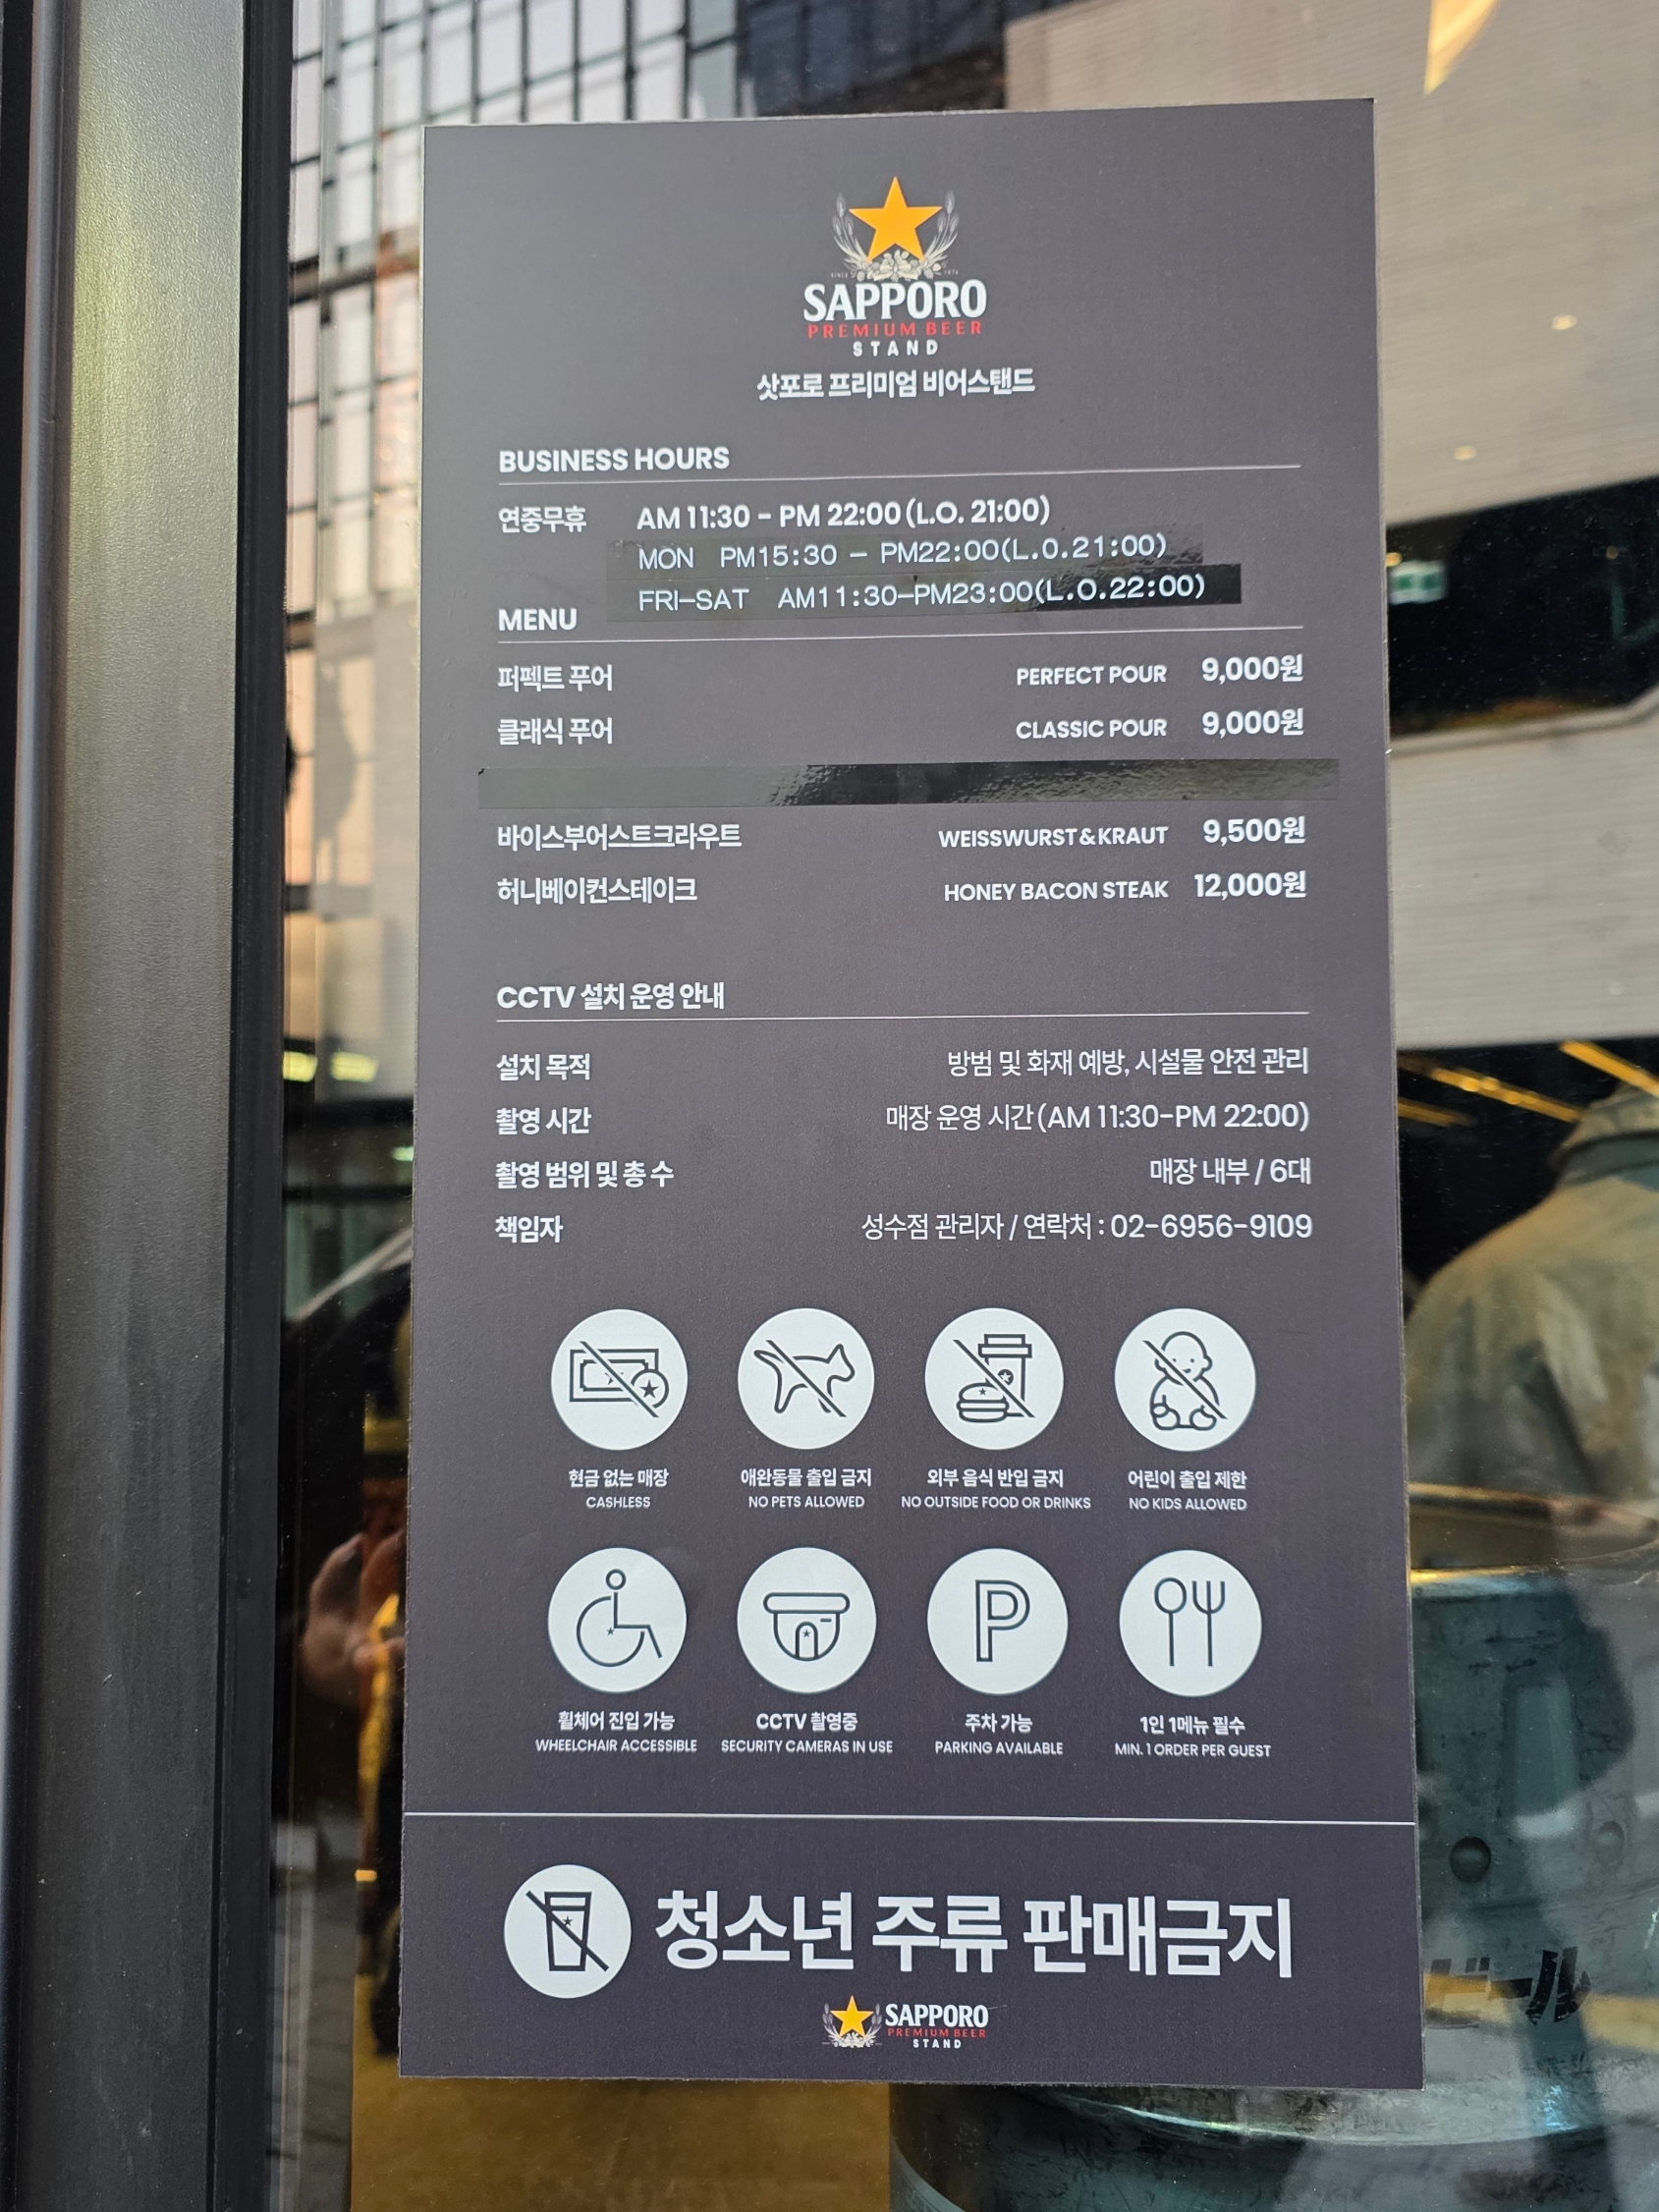 SAPPORO
PREMIUM BEER
STAND
삿포로 프리미엄 비어스탠드
BUSINESS HOURS
연중무휴 AM 11:30 - PM 22:00 (L.O. 21:00)
MON PM15:30 - PM22:00(L.O.21:00)
FRI-SAT AM11:30-PM23:00(L.O.22:00)
MENU
퍼펙트 푸어 PERFECT POUR 9,000원
클래식 푸어 CLASSIC POUR 9,000원
바이스부어스트크라우트 WEISSWURST & KRAUT 9,500원
허니베이컨스테이크 HONEY BACON STEAK 12,000원
CCTV 설치 운영 안내
설치 목적 방범 및 화재 예방, 시설물 안전 관리
촬영 시간 매장 운영 시간 (AM 11:30-PM 22:00)
촬영 범위 및 총 수 매장 내부 / 6대
책임자 성수점 관리자 / 연락처 : 02-6956-9109
현금 없는 매장 애완동물 출입 금지 외부 음식 반입 금지 어린이 출입 제한
CASHLESS NO PETS ALLOWED NO OUTSIDE FOOD OR DRINKS NO KIDS ALLOWED
P
휠체어 진입 가능 CCTV 촬영중 주차 가능 1인 1메뉴 필수
WHEELCHAIR ACCESSIBLE SECURITY CAMERAS IN USE PARKING AVAILABLE MIN. 1 ORDER PER GUEST
청소년 주류 판매금지
SAPPORO
PREMIUM BEER
STAND
ビール